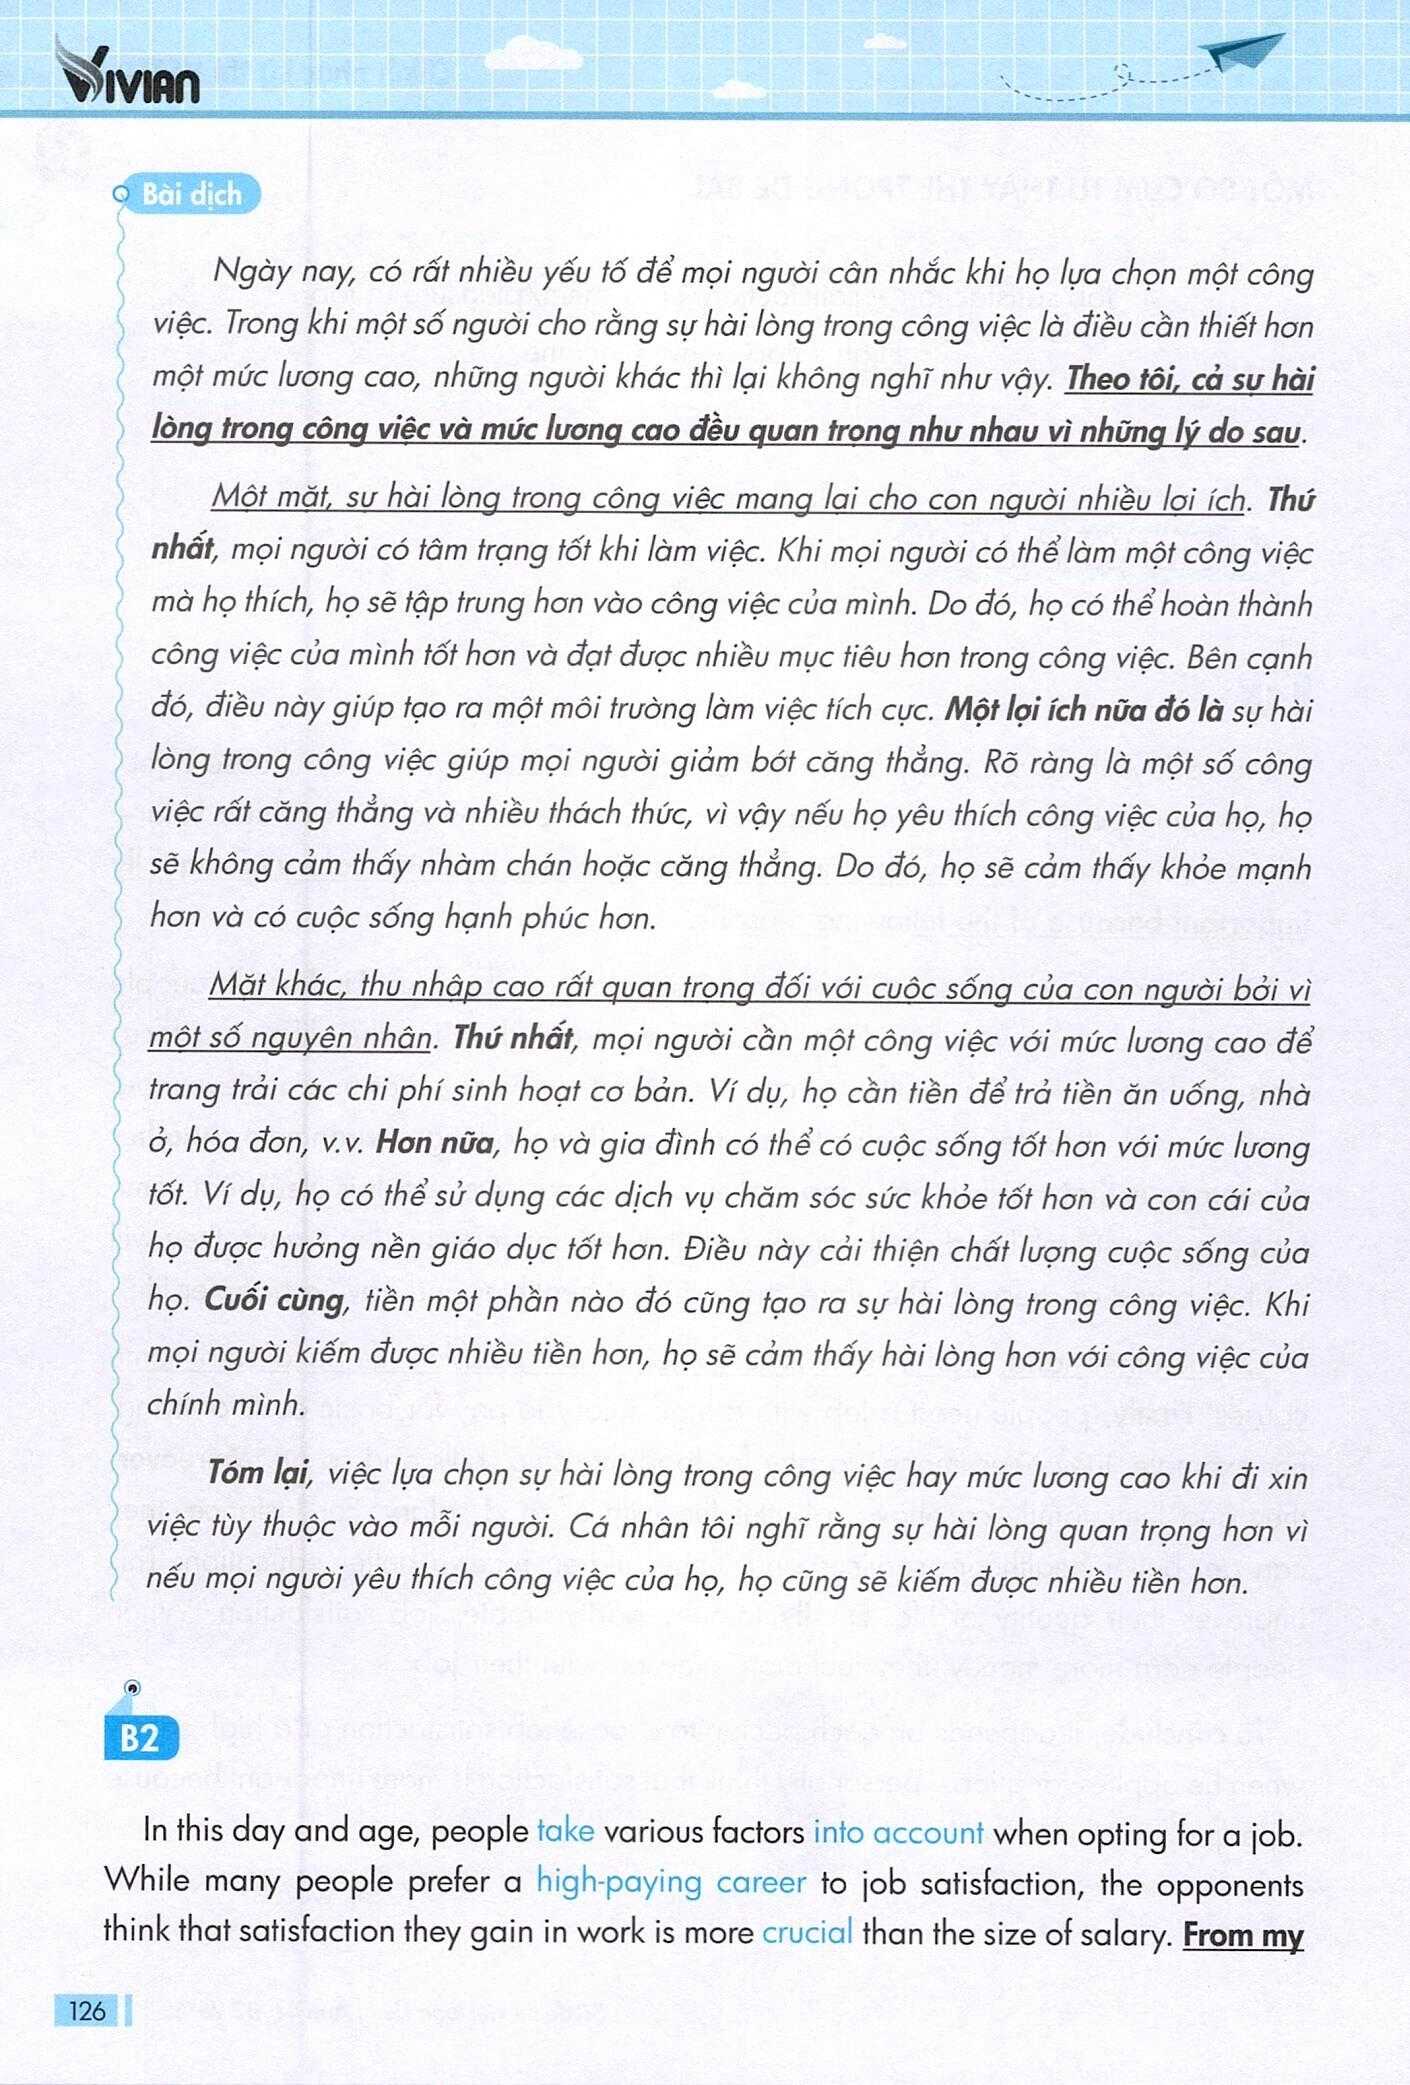 VIVIAN
Bài dịch
Ngày nay, có rất nhiều yếu tố để mọi người cân nhắc khi họ lựa chọn một công
việc. Trong khi một số người cho rằng sự hài lòng trong công việc là điều cần thiết hơn
một mức lương cao, những người khác thì lại không nghĩ như vậy. Theo tôi, cả sự hài
lòng trong công việc và mức lương cao đều quan trọng như nhau vì những lý do sau.
Một mặt, sự hài lòng trong công việc mang lại cho con người nhiều lợi ích. Thứ
nhất, mọi người có tâm trạng tốt khi làm việc. Khi mọi người có thể làm một công việc
mà họ thích, họ sẽ tập trung hơn vào công việc của mình. Do đó, họ có thể hoàn thành
công việc của mình tốt hơn và đạt được nhiều mục tiêu hơn trong công việc. Bên cạnh
đó, điều này giúp tạo ra một môi trường làm việc tích cực. Một lợi ích nữa đó là sự hài
lòng trong công việc giúp mọi người giảm bớt căng thẳng. Rõ ràng là một số công
việc rất căng thẳng và nhiều thách thức, vì vậy nếu họ yêu thích công việc của họ, họ
sẽ không cảm thấy nhàm chán hoặc căng thẳng. Do đó, họ sẽ cảm thấy khỏe mạnh
hơn và có cuộc sống hạnh phúc hơn.
Mặt khác, thu nhập cao rất quan trọng đối với cuộc sống của con người bởi vì
một số nguyên nhân. Thứ nhất, mọi người cần một công việc với mức lương cao để
trang trải các chi phí sinh hoạt cơ bản. Ví dụ, họ cần tiền để trả tiền ăn uống, nhà
ở, hóa đơn, v.v. Hơn nữa, họ và gia đình có thể có cuộc sống tốt hơn với mức lương
tốt. Ví dụ, họ có thể sử dụng các dịch vụ chăm sóc sức khỏe tốt hơn và con cái của
họ được hưởng nền giáo dục tốt hơn. Điều này cải thiện chất lượng cuộc sống của
họ. Cuối cùng, tiền một phần nào đó cũng tạo ra sự hài lòng trong công việc. Khi
mọi người kiếm được nhiều tiền hơn, họ sẽ cảm thấy hài lòng hơn với công việc của
chính mình.
Tóm lại, việc lựa chọn sự hài lòng trong công việc hay mức lương cao khi đi xin
việc tùy thuộc vào mỗi người. Cá nhân tôi nghĩ rằng sự hài lòng quan trọng hơn vì
nếu mọi người yêu thích công việc của họ, họ cũng sẽ kiếm được nhiều tiền hơn.
B2
In this day and age, people take various factors into account when opting for a job.
While many people prefer a high-paying career to job satisfaction, the opponents
think that satisfaction they gain in work is more crucial than the size of salary. From my
126